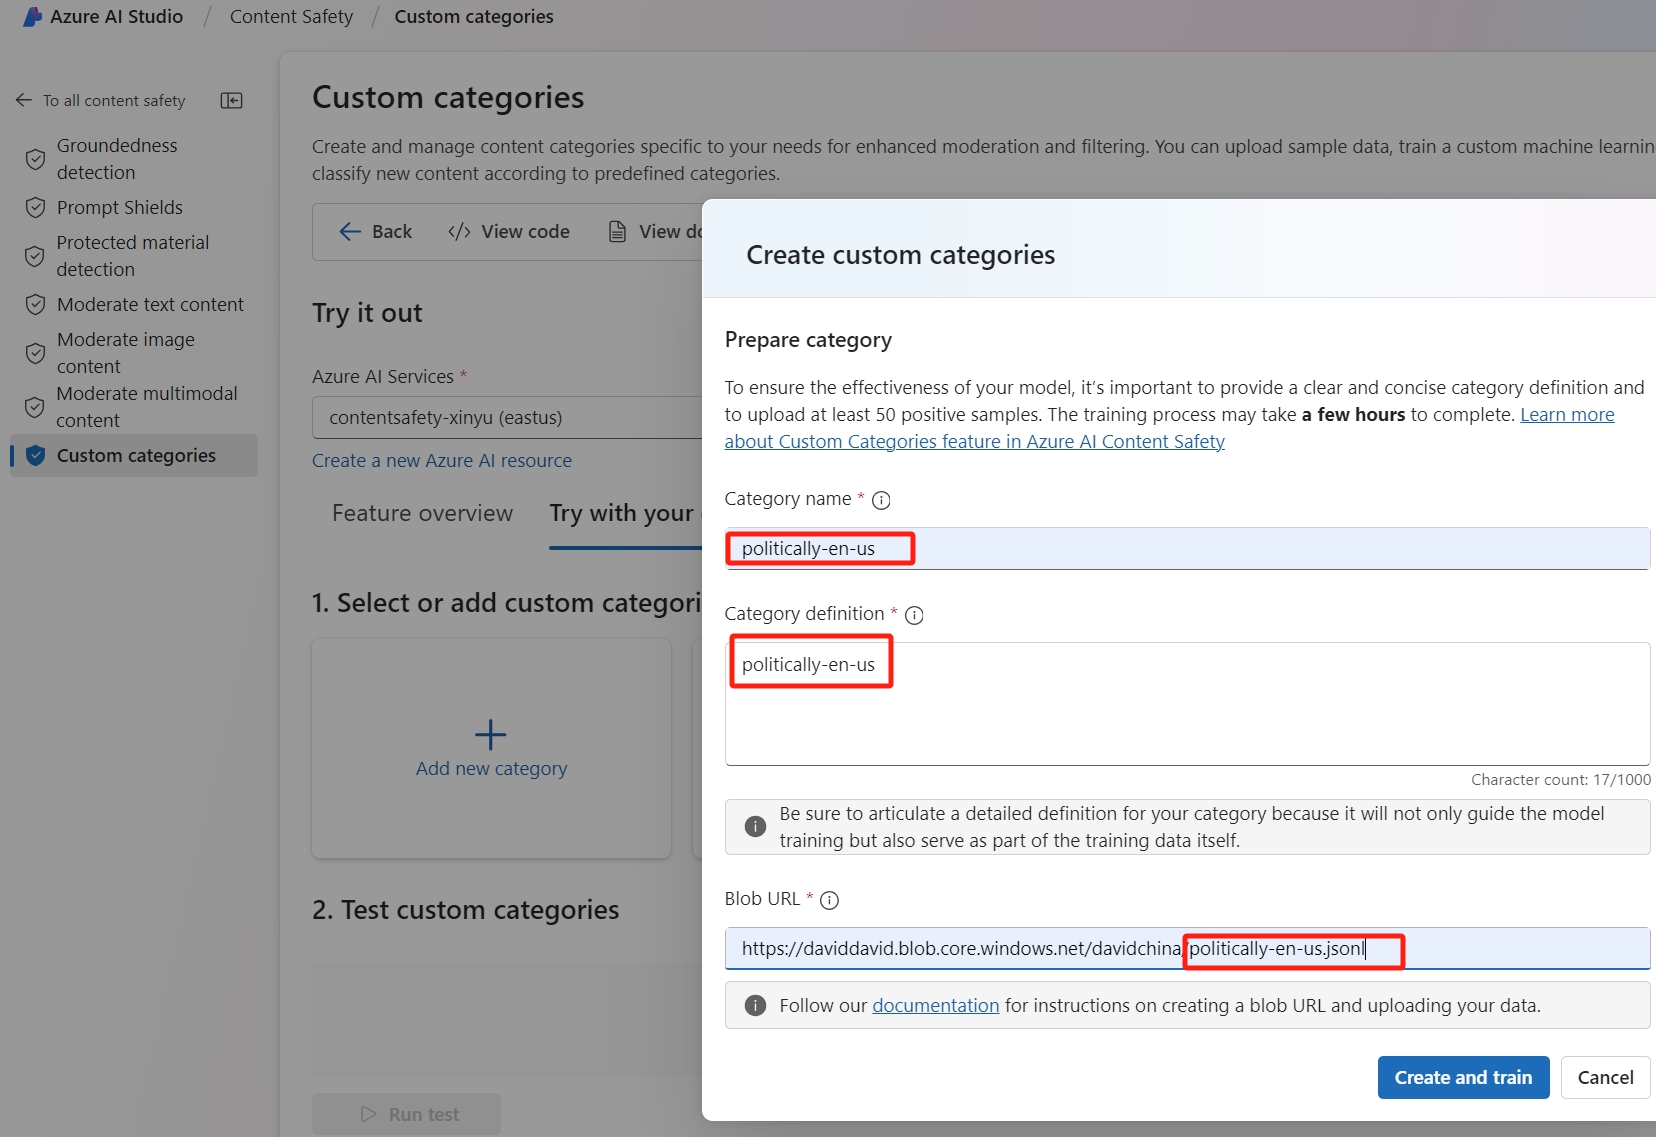 Azure AI Studio / Content Safety / Custom categories
To all content safety
Groundedness
detection
Prompt Shields
Protected material
detection
Moderate text content
Moderate image
content
Moderate multimodal
content
Custom categories
Custom categories
Create and manage content categories specific to your needs for enhanced moderation and filtering. You can upload sample data, train a custom machine learnin
classify new content according to predefined categories.
Back
View code
View do
Try it out
Azure AI Services *
contentsafety-xinyu (eastus)
Create a new Azure AI resource
Feature overview
Try with your
1. Select or add custom categori
Add new category
2. Test custom categories
Run test
Create custom categories
Prepare category
To ensure the effectiveness of your model, it's important to provide a clear and concise category definition and
to upload at least 50 positive samples. The training process may take a few hours to complete. Learn more
about Custom Categories feature in Azure AI Content Safety
Category name *
politically-en-us
Category definition *
politically-en-us
Character count: 17/1000
Be sure to articulate a detailed definition for your category because it will not only guide the model
training but also serve as part of the training data itself.
Blob URL *
https://daviddavid.blob.core.windows.net/davidchina/politically-en-us.jsonl
Follow our documentation for instructions on creating a blob URL and uploading your data.
Create and train
Cancel